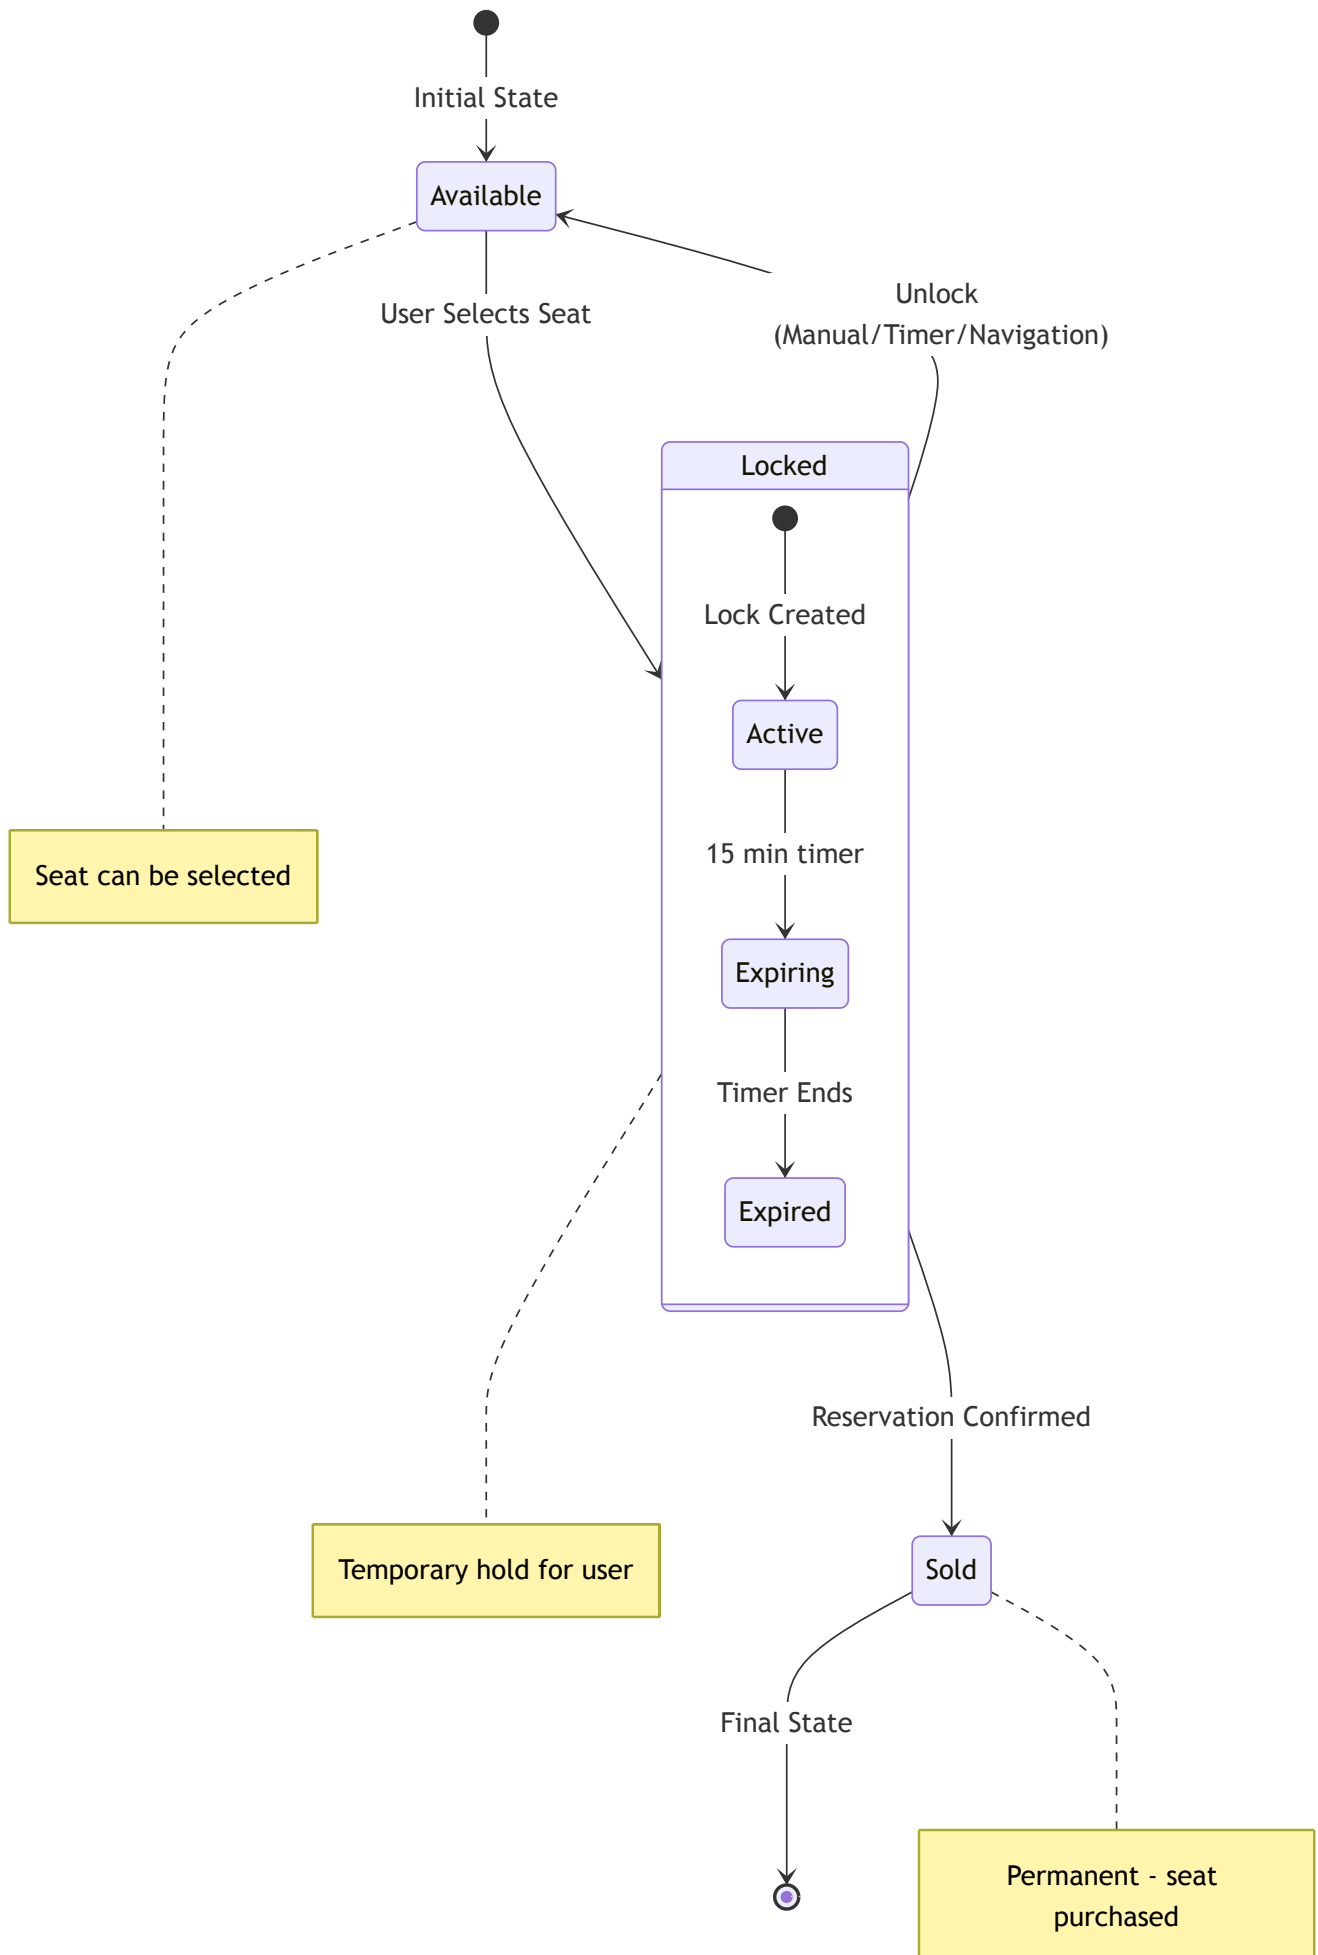 Initial State
Available
User Selects Seat
Unlock
(Manual/Timer/Navigation)
Locked
Lock Created
Active
15 min timer
Seat can be selected
Expiring
Timer Ends
Expired
Reservation Confirmed
Temporary hold for user
Sold
Final State
Permanent - seat
purchased